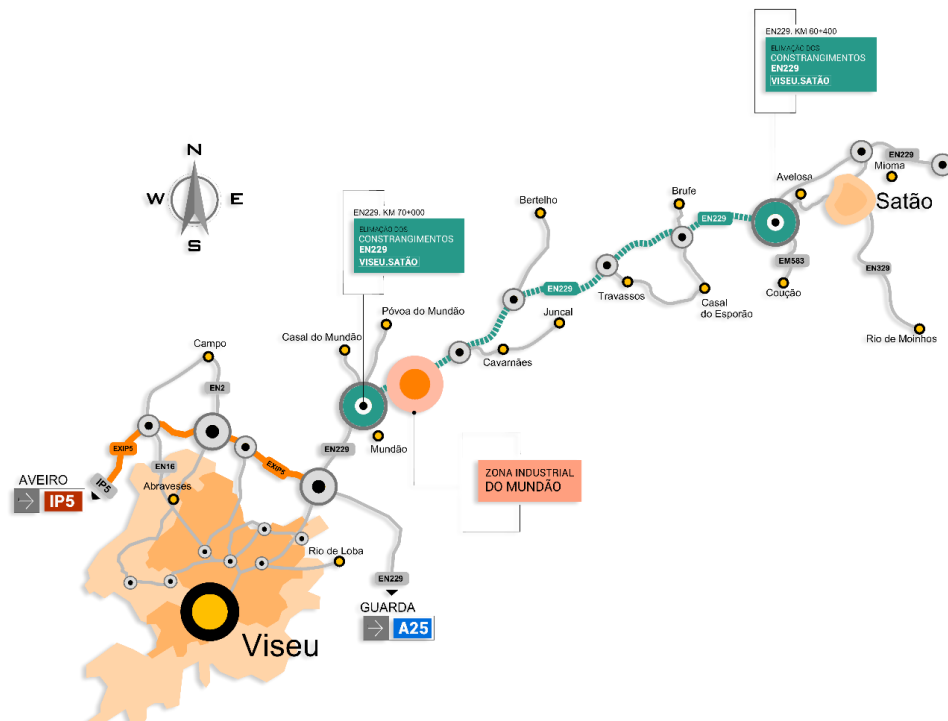 EN229. KM 60+400
ELIMAÇÃO DOS
CONSTRANGIMENTOS
EN229
VISEU.SATÃO
N
W
E
S
EN229
Mioma
Avelosa
Satão
Brufe
Bertelho
EN229
EN229. KM 70+000
ELIMAÇÃO DOS
CONSTRANGIMENTOS
EN229
VISEU.SATÃO
EM583
EN329
Coução
EN229
Travassos
Casal
do Esporão
Póvoa do Mundão
Juncal
Casal do Mundão
Rio de Moinhos
Campo
Cavarnães
EN2
Mundão
EXIP5
EN229
EN16
EXIP5
ZONA INDUSTRIAL
DO MUNDÃO
AVEIRO
IP5
IP5
Abraveses
Rio de Loba
EN229
GUARDA
A25
Viseu